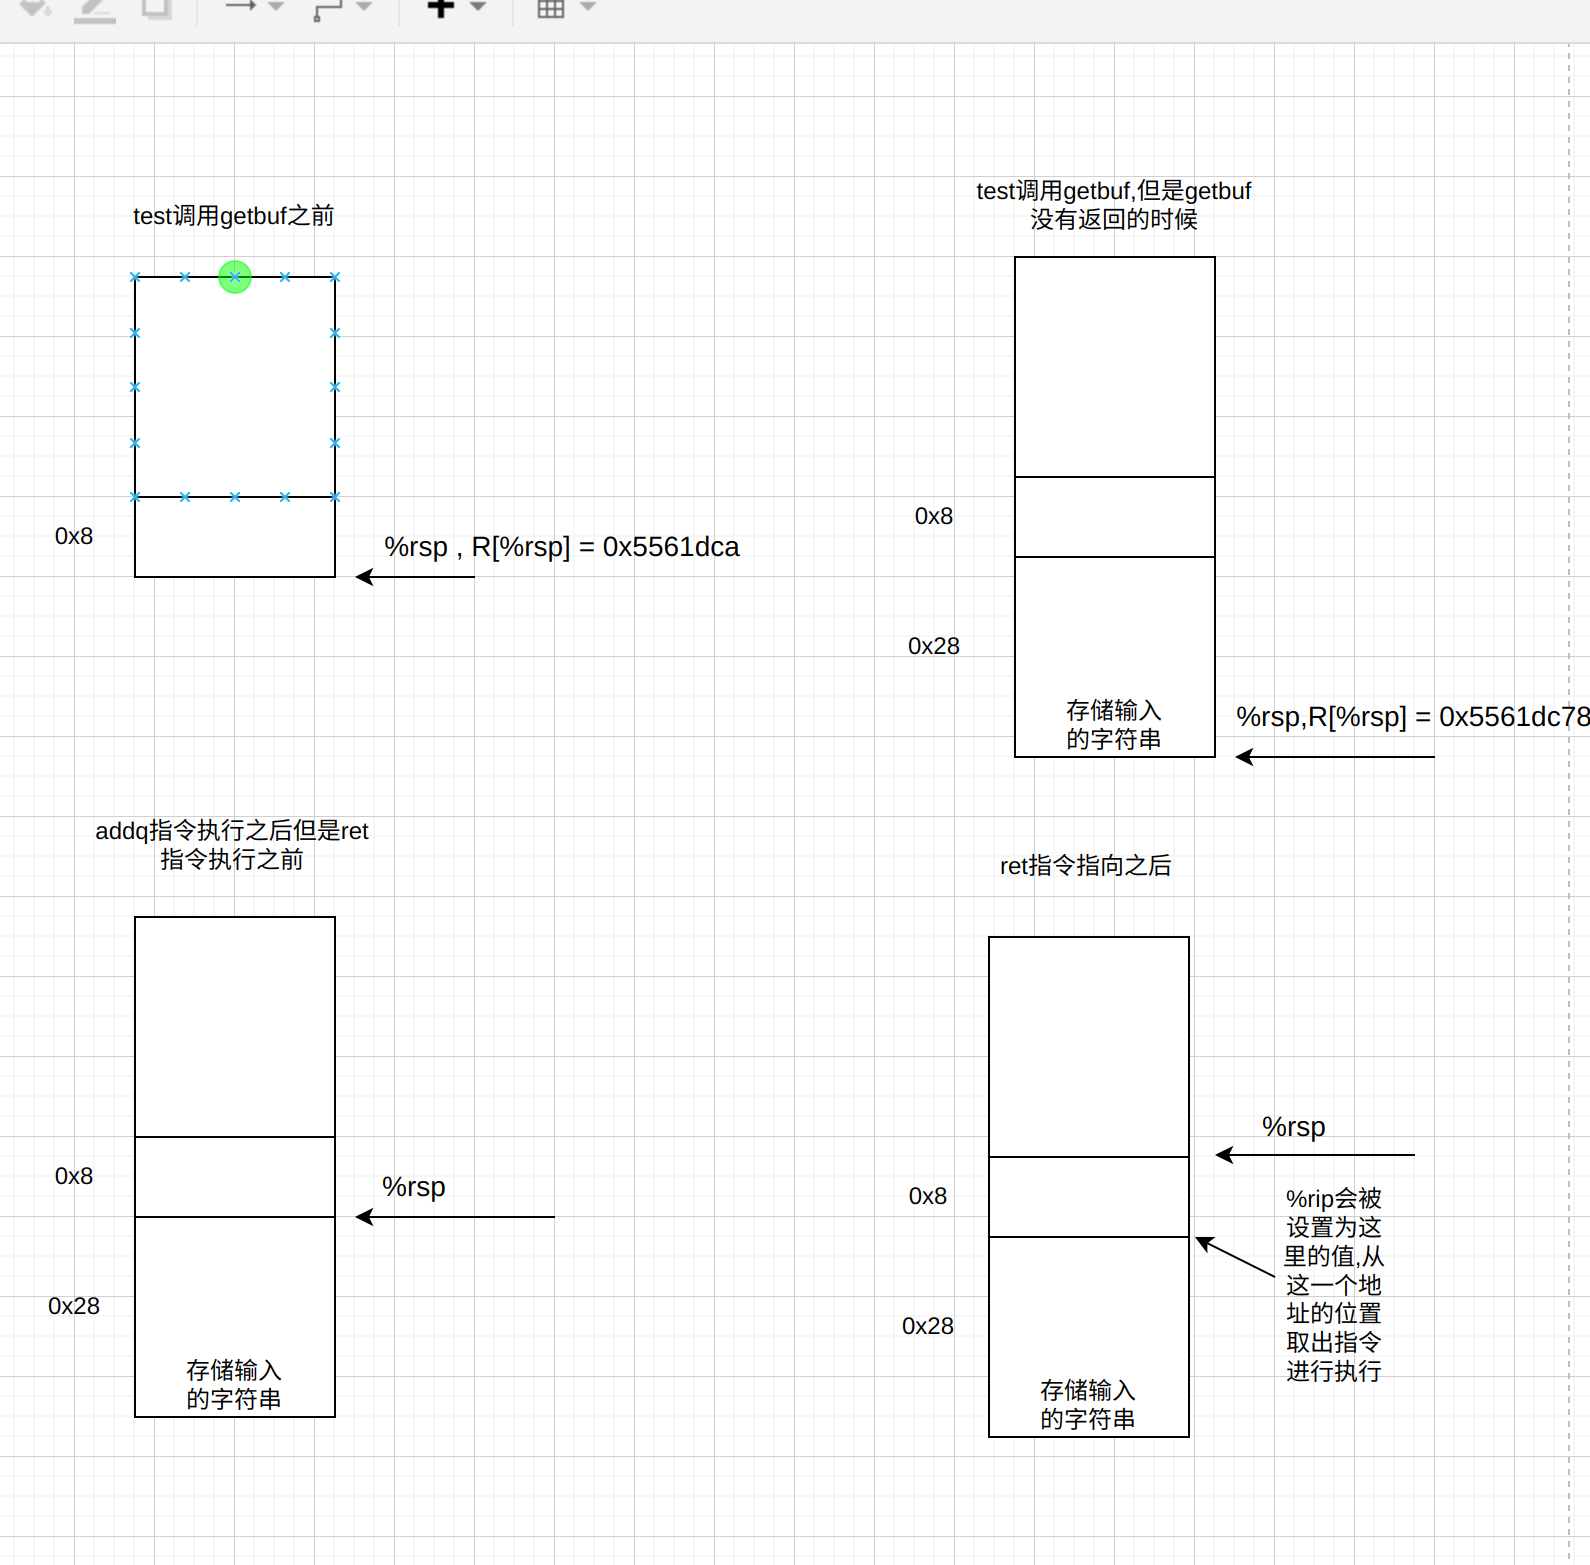 test调用getbuf之前
0x8
%rsp , R[%rsp] = 0x5561dca
test调用getbuf,但是getbuf
没有返回的时候
0x8
0x28
存储输入
的字符串
%rsp,R[%rsp] = 0x5561dc78
addq指令执行之后但是ret
指令执行之前
0x8
%rsp
0x28
存储输入
的字符串
ret指令指向之后
%rsp
0x8
%rip会被
设置为这
里的值,从
这一个地
址的位置
取出指令
进行执行
0x28
存储输入
的字符串